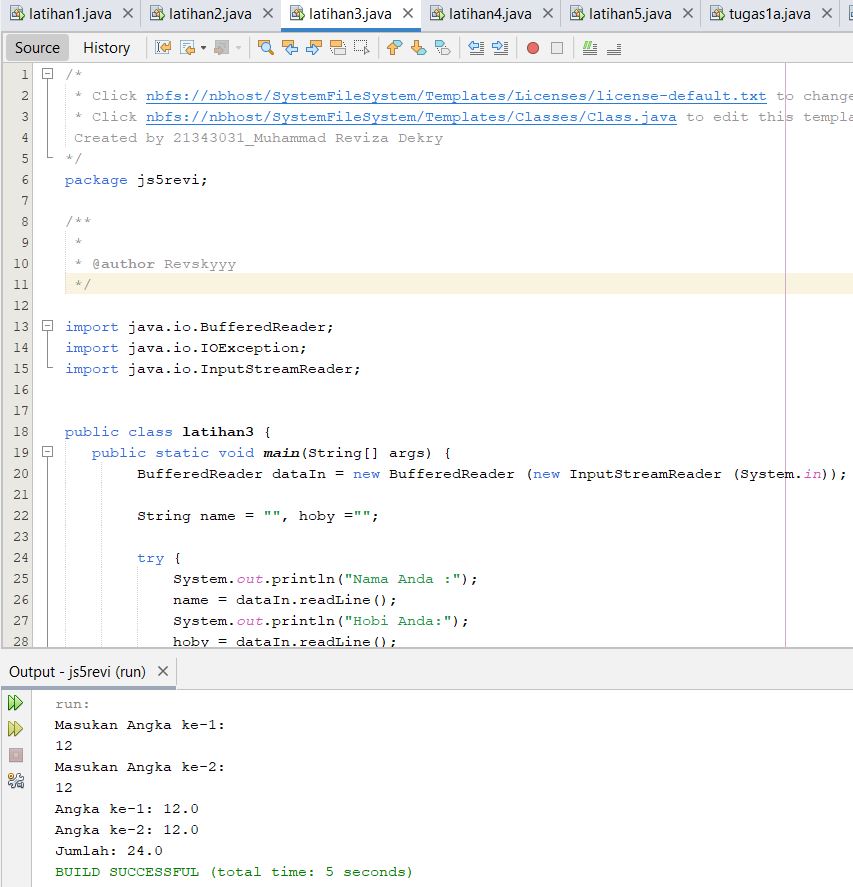 latihan1.java latihan2.java latihan3.java latihan4.java latihan5.java tugas1a.java
Source History
1 /*
2 * Click nbfs://nbhost/SystemFileSystem/Templates/Licenses/license-default.txt to change
3 * Click nbfs://nbhost/SystemFileSystem/Templates/Classes/Class.java to edit this templa
4 Created by 21343031_Muhammad Reviza Dekry
5 */
6 package js5revi;
7
8 /**
9 *
10 * @author Revskyyy
11 */
12
13 import java.io.BufferedReader;
14 import java.io.IOException;
15 import java.io.InputStreamReader;
16
17
18 public class latihan3 {
19 public static void main(String[] args) {
20 BufferedReader dataIn = new BufferedReader (new InputStreamReader (System.in));
21
22 String name = "", hoby ="";
23
24 try {
25 System.out.println("Nama Anda :");
26 name = dataIn.readLine();
27 System.out.println("Hobi Anda:");
28 hoby = dataIn.readLine();
Output - js5revi (run)
run:
Masukan Angka ke-1:
12
Masukan Angka ke-2:
12
Angka ke-1: 12.0
Angka ke-2: 12.0
Jumlah: 24.0
BUILD SUCCESSFUL (total time: 5 seconds)